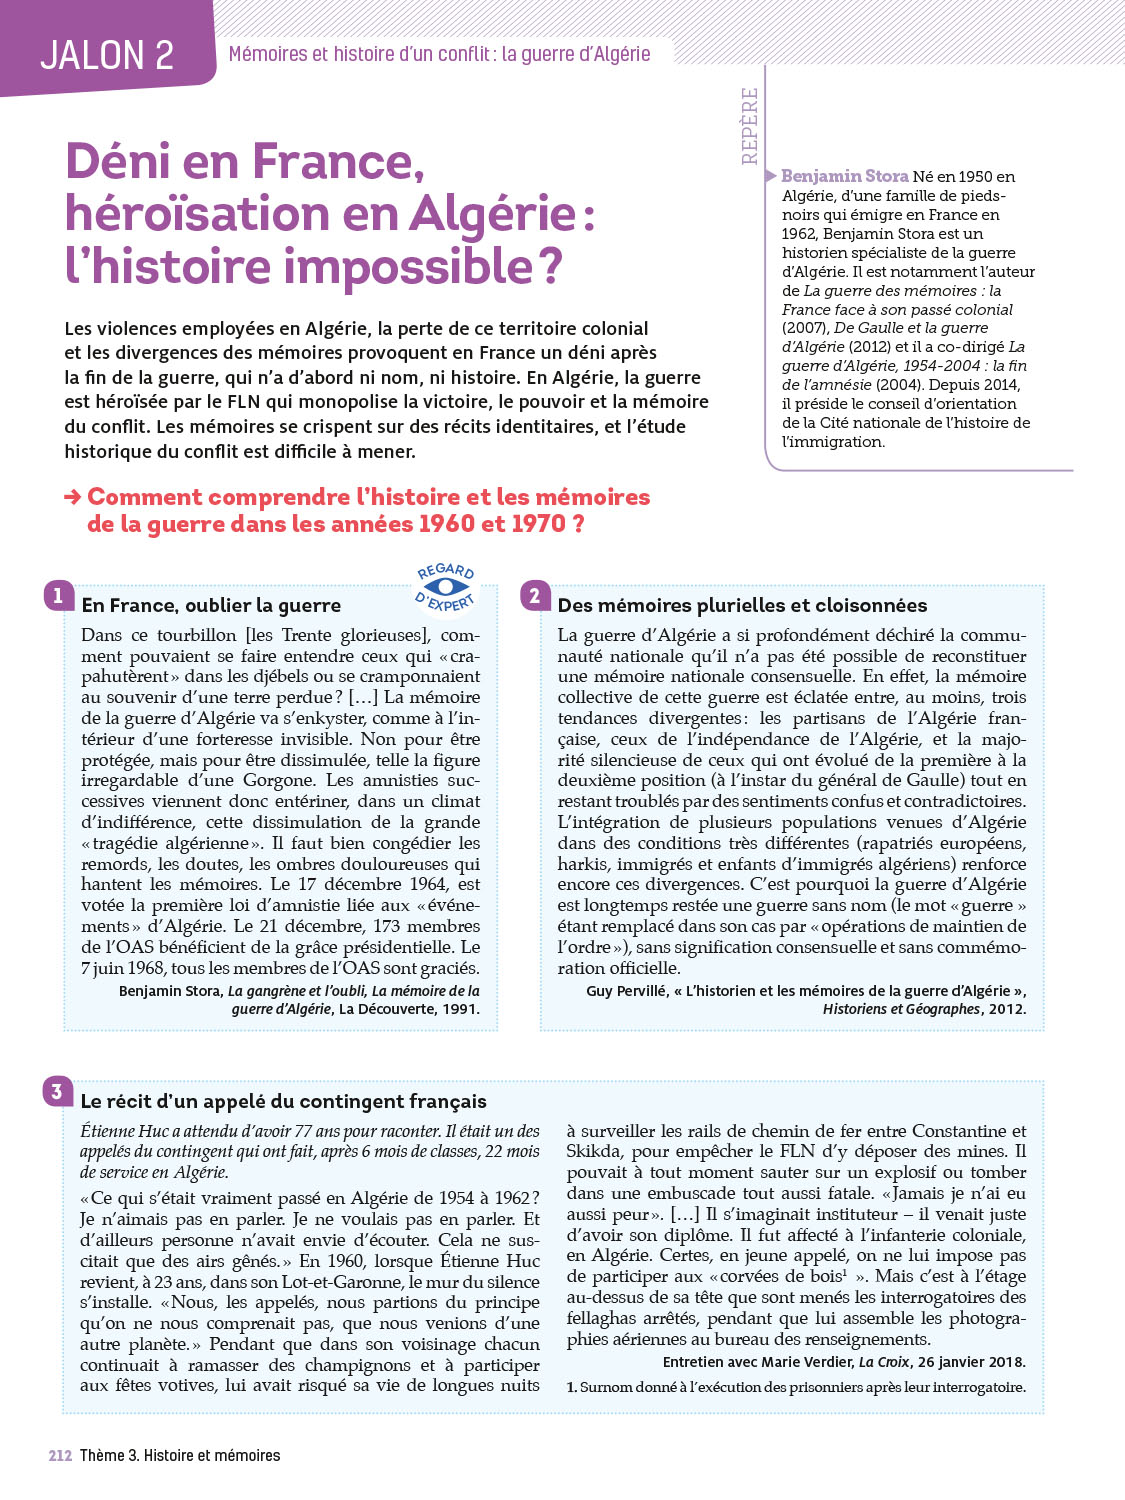 JALON 2
Mémoires et histoire d’un conflit : la guerre d’Algérie
Déni en France,
héroïsation en Algérie :
l’histoire impossible ?
Les violences employées en Algérie, la perte de ce territoire colonial
et les divergences des mémoires provoquent en France un déni après
la fin de la guerre, qui n’a d’abord ni nom, ni histoire. En Algérie, la guerre
est héroïsée par le FLN qui monopolise la victoire, le pouvoir et la mémoire
du conflit. Les mémoires se crispent sur des récits identitaires, et l’étude
historique du conflit est difficile à mener.
→ Comment comprendre l’histoire et les mémoires
de la guerre dans les années 1960 et 1970 ?
REPÈRE
Benjamin Stora Né en 1950 en
Algérie, d’une famille de pieds-
noirs qui émigre en France en
1962, Benjamin Stora est un
historien spécialiste de la guerre
d’Algérie. Il est notamment l’auteur
de La guerre des mémoires : la
France face à son passé colonial
(2007), De Gaulle et la guerre
d’Algérie (2012) et il a co-dirigé La
guerre d’Algérie, 1954-2004 : la fin
de l’amnésie (2004). Depuis 2014,
il préside le conseil d’orientation
de la Cité nationale de l’histoire de
l’immigration.
1
En France, oublier la guerre
REGARD
D’EXPERT
Dans ce tourbillon [les Trente glorieuses], com-
ment pouvaient se faire entendre ceux qui « cra-
pahutèrent » dans les djébels ou se cramponnaient
au souvenir d’une terre perdue ? […] La mémoire
de la guerre d’Algérie va s’enkyster, comme à l’in-
térieur d’une forteresse invisible. Non pour être
protégée, mais pour être dissimulée, telle la figure
irregardable d’une Gorgone. Les amnisties suc-
cessives viennent donc entériner, dans un climat
d’indifférence, cette dissimulation de la grande
« tragédie algérienne ». Il faut bien congédier les
remords, les doutes, les ombres douloureuses qui
hantent les mémoires. Le 17 décembre 1964, est
votée la première loi d’amnistie liée aux « événe-
ments » d’Algérie. Le 21 décembre, 173 membres
de l’OAS bénéficient de la grâce présidentielle. Le
7 juin 1968, tous les membres de l’OAS sont graciés.
Benjamin Stora, La gangrène et l’oubli, La mémoire de la
guerre d’Algérie, La Découverte, 1991.
2
Des mémoires plurielles et cloisonnées
La guerre d’Algérie a si profondément déchiré la commu-
nauté nationale qu’il n’a pas été possible de reconstituer
une mémoire nationale consensuelle. En effet, la mémoire
collective de cette guerre est éclatée entre, au moins, trois
tendances divergentes : les partisans de l’Algérie fran-
çaise, ceux de l’indépendance de l’Algérie, et la majo-
rité silencieuse de ceux qui ont évolué de la première à la
deuxième position (à l’instar du général de Gaulle) tout en
restant troublés par des sentiments confus et contradictoires.
L’intégration de plusieurs populations venues d’Algérie
dans des conditions très différentes (rapatriés européens,
harkis, immigrés et enfants d’immigrés algériens) renforce
encore ces divergences. C’est pourquoi la guerre d’Algérie
est longtemps restée une guerre sans nom (le mot « guerre »
étant remplacé dans son cas par « opérations de maintien de
l’ordre »), sans signification consensuelle et sans commémo-
ration officielle.
Guy Pervillé, « L’historien et les mémoires de la guerre d’Algérie »,
Historiens et Géographes, 2012.
3
Le récit d’un appelé du contingent français
Étienne Huc a attendu d’avoir 77 ans pour raconter. Il était un des
appelés du contingent qui ont fait, après 6 mois de classes, 22 mois
de service en Algérie.
« Ce qui s’était vraiment passé en Algérie de 1954 à 1962 ?
Je n’aimais pas en parler. Je ne voulais pas en parler. Et
d’ailleurs personne n’avait envie d’écouter. Cela ne sus-
citait que des airs gênés. » En 1960, lorsque Étienne Huc
revient, à 23 ans, dans son Lot-et-Garonne, le mur du silence
s’installe. « Nous, les appelés, nous partions du principe
qu’on ne nous comprenait pas, que nous venions d’une
autre planète. » Pendant que dans son voisinage chacun
continuait à ramasser des champignons et à participer
aux fêtes votives, lui avait risqué sa vie de longues nuits
à surveiller les rails de chemin de fer entre Constantine et
Skikda, pour empêcher le FLN d’y déposer des mines. Il
pouvait à tout moment sauter sur un explosif ou tomber
dans une embuscade tout aussi fatale. « Jamais je n’ai eu
aussi peur ». […] Il s’imaginait instituteur – il venait juste
d’avoir son diplôme. Il fut affecté à l’infanterie coloniale,
en Algérie. Certes, en jeune appelé, on ne lui impose pas
de participer aux « corvées de bois¹ ». Mais c’est à l’étage
au-dessus de sa tête que sont menés les interrogatoires des
fellaghas arrêtés, pendant que lui assemble les photogra-
phies aériennes au bureau des renseignements.
Entretien avec Marie Verdier, La Croix, 26 janvier 2018.
1. Surnom donné à l’exécution des prisonniers après leur interrogatoire.
212 Thème 3. Histoire et mémoires